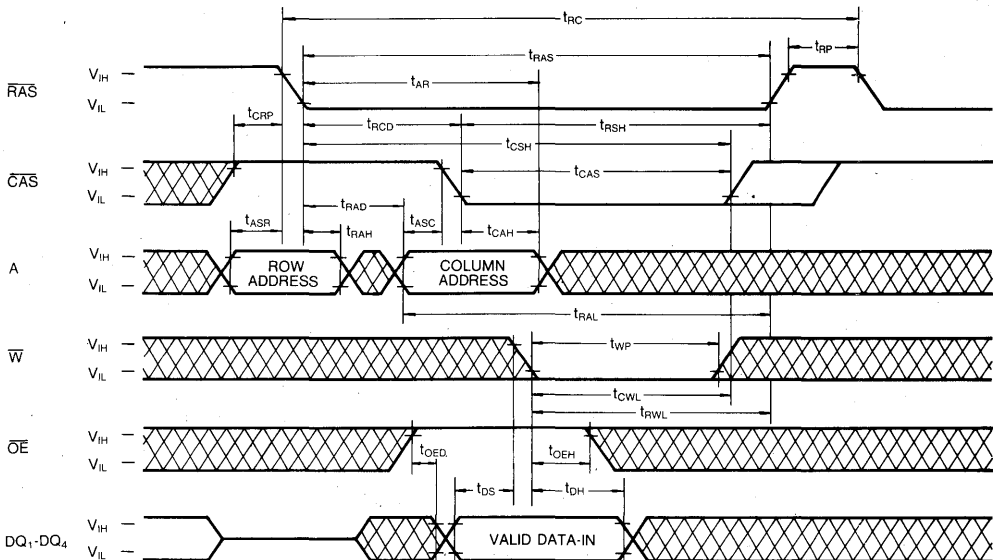 tRC
tRAS
tRP
tAR
RAS
VIH
VIL
tCRP
tRCD
tRSH
tCSH
CAS
VIH
VIL
tCAS
tRAD
tASC
tASR
tRAH
tCAH
A
VIH
VIL
ROW
ADDRESS
COLUMN
ADDRESS
tRAL
W
VIH
VIL
tWP
tCWL
tRWL
OE
VIH
VIL
tOED
tOEH
tDS
tDH
DQ1-DQ4
VIH
VIL
VALID DATA-IN